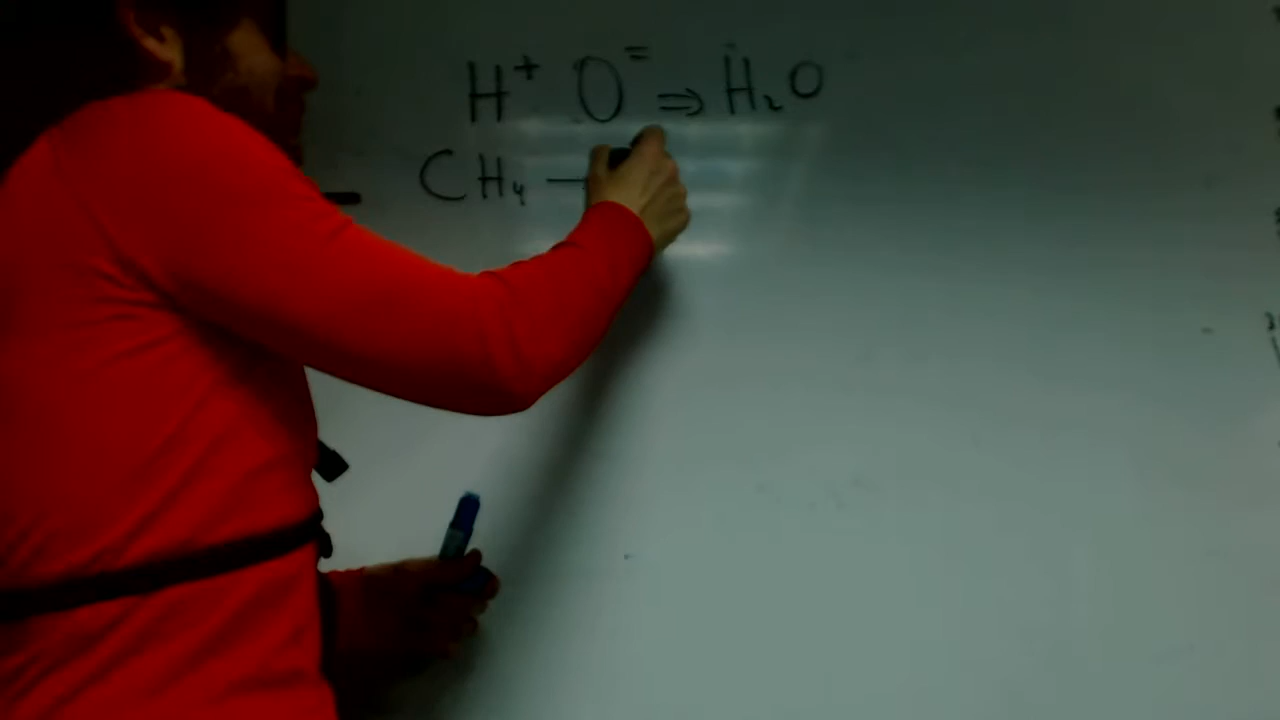 H⁺ O⁼ ⇒ H₂O
CH₄ —